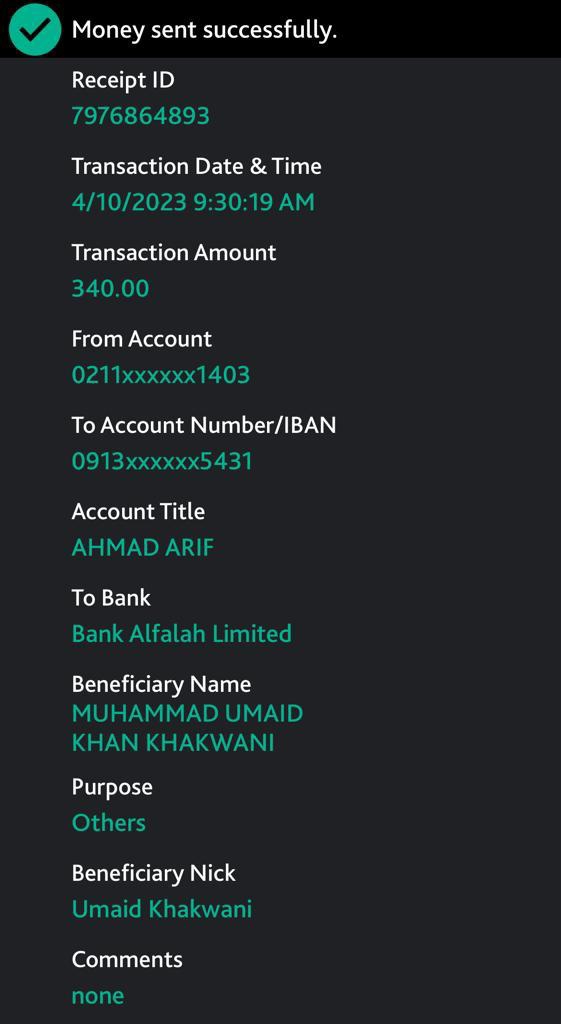 Money sent successfully.
Receipt ID
7976864893
Transaction Date & Time
4/10/2023 9:30:19 AM
Transaction Amount
340.00
From Account
0211xxxxxx1403
To Account Number/IBAN
0913xxxxxx5431
Account Title
AHMAD ARIF
To Bank
Bank Alfalah Limited
Beneficiary Name
MUHAMMAD UMAID
KHAN KHAKWANI
Purpose
Others
Beneficiary Nick
Umaid Khakwani
Comments
none